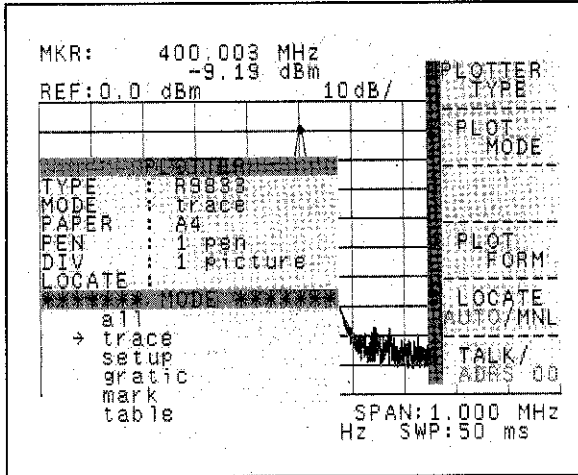 MKR: 400.003 MHz
-9.19 dBm
REF:0.0 dBm 10dB/
PLOTTER
TYPE : R9833
MODE : trace
PAPER : A4
PEN : 1 pen
DIV : 1 picture
LOCATE :
******* MODE *******
all
→ trace
setup
gratic
mark
table
SPAN:1.000 MHz
Hz SWP:50 ms
PLOTTER
TYPE
PLOT
MODE
PLOT
FORM
LOCATE
AUTO/MNL
TALK/
ADRS 00